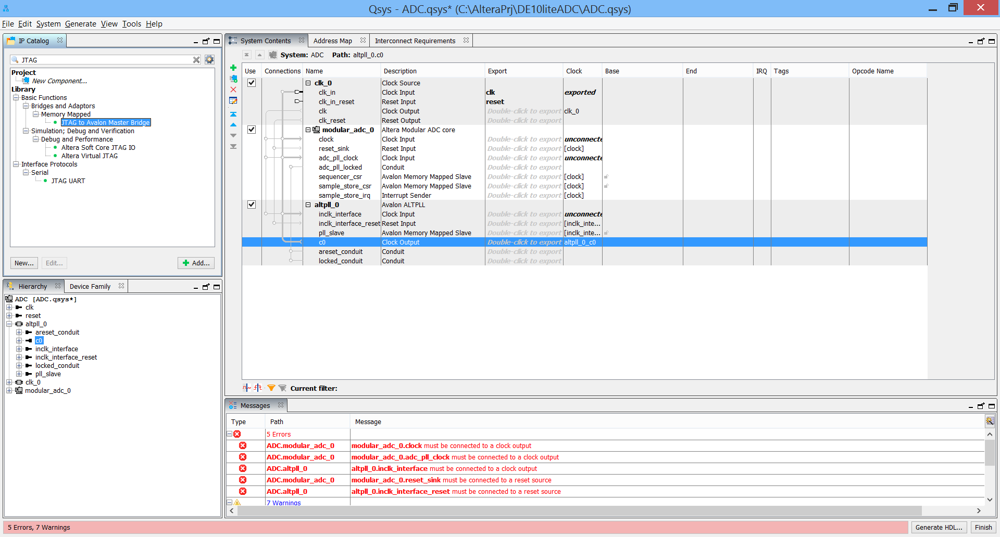 Qsys - ADC.qsys* (C:\AlteraPrj\DE10liteADC\ADC.qsys)
File Edit System Generate View Tools Help
IP Catalog
JTAG
Project
New Component...
Library
Basic Functions
Bridges and Adaptors
Memory Mapped
JTAG to Avalon Master Bridge
Simulation; Debug and Verification
Debug and Performance
Altera Soft Core JTAG IO
Altera Virtual JTAG
Interface Protocols
Serial
JTAG UART
New... Edit... Add...
Hierarchy Device Family
ADC [ADC.qsys*]
clk
reset
altpll_0
areset_conduit
c0
inclk_interface
inclk_interface_reset
locked_conduit
pll_slave
clk_0
modular_adc_0
System Contents Address Map Interconnect Requirements
System: ADC Path: altpll_0.c0
Use Connections Name Description Export Clock Base End IRQ Tags Opcode Name
clk_0 Clock Source
clk_in Clock Input clk exported
clk_in_reset Reset Input reset
clk Clock Output Double-click to export clk_0
clk_reset Reset Output Double-click to export
modular_adc_0 Altera Modular ADC core
clock Clock Input Double-click to export unconnecte
reset_sink Reset Input Double-click to export [clock]
adc_pll_clock Clock Input Double-click to export unconnecte
adc_pll_locked Conduit Double-click to export
sequencer_csr Avalon Memory Mapped Slave Double-click to export [clock]
sample_store_csr Avalon Memory Mapped Slave Double-click to export [clock]
sample_store_irq Interrupt Sender Double-click to export [clock]
altpll_0 Avalon ALTPLL
inclk_interface Clock Input Double-click to export unconnecte
inclk_interface_reset Reset Input Double-click to export [inclk_inte...
pll_slave Avalon Memory Mapped Slave Double-click to export [inclk_inte...
c0 Clock Output Double-click to export altpll_0_c0
areset_conduit Conduit Double-click to export
locked_conduit Conduit Double-click to export
Current filter:
Messages
Type Path Message
5 Errors
ADC.modular_adc_0 modular_adc_0.clock must be connected to a clock output
ADC.modular_adc_0 modular_adc_0.adc_pll_clock must be connected to a clock output
ADC.altpll_0 altpll_0.inclk_interface must be connected to a clock output
ADC.modular_adc_0 modular_adc_0.reset_sink must be connected to a reset source
ADC.altpll_0 altpll_0.inclk_interface_reset must be connected to a reset source
7 Warnings
5 Errors, 7 Warnings Generate HDL... Finish